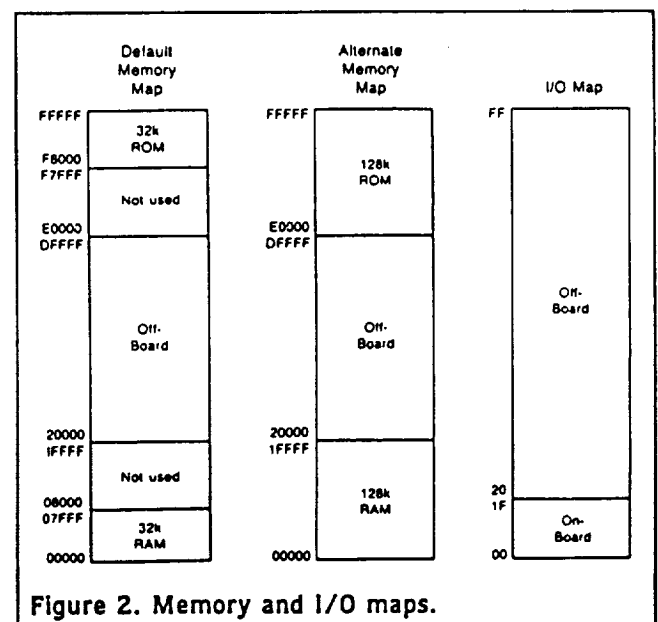 Default
Memory
Map
FFFFF
32k
ROM
F8000
F7FFF
Not used
E0000
DFFFF
Off-
Board
20000
1FFFF
Not used
08000
07FFF
32k
RAM
00000
Alternate
Memory
Map
FFFFF
128k
ROM
E0000
DFFFF
Off-
Board
20000
1FFFF
128k
RAM
00000
I/O Map
FF
Off-
Board
20
1F
On-
Board
00
Figure 2. Memory and I/O maps.